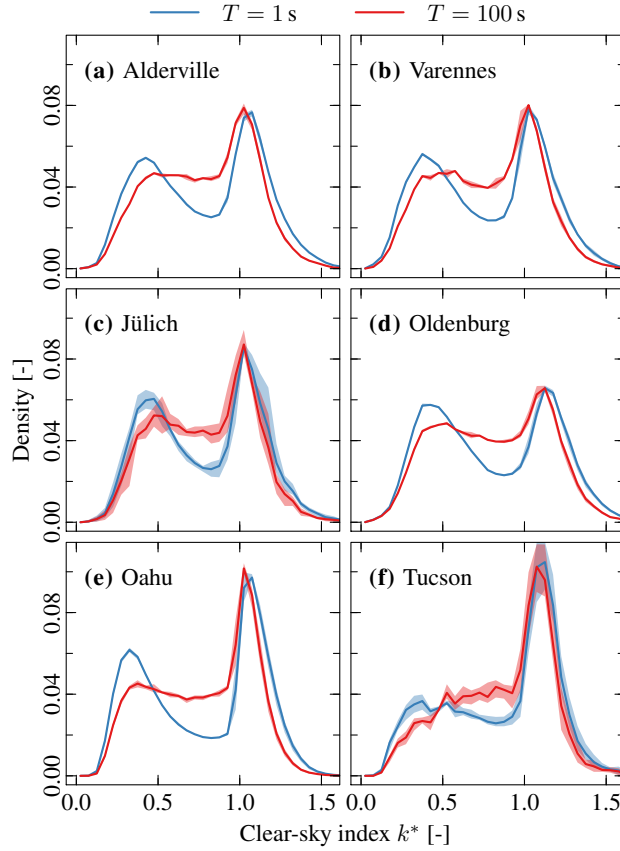 T = 1 s T = 100 s
(a) Alderville
(b) Varennes
0.00 0.04 0.08
(c) Jülich
(d) Oldenburg
0.00 0.04 0.08
Density [-]
(e) Oahu
(f) Tucson
0.00 0.04 0.08
0.0 0.5 1.0 1.5 0.0 0.5 1.0 1.5
Clear-sky index k* [-]